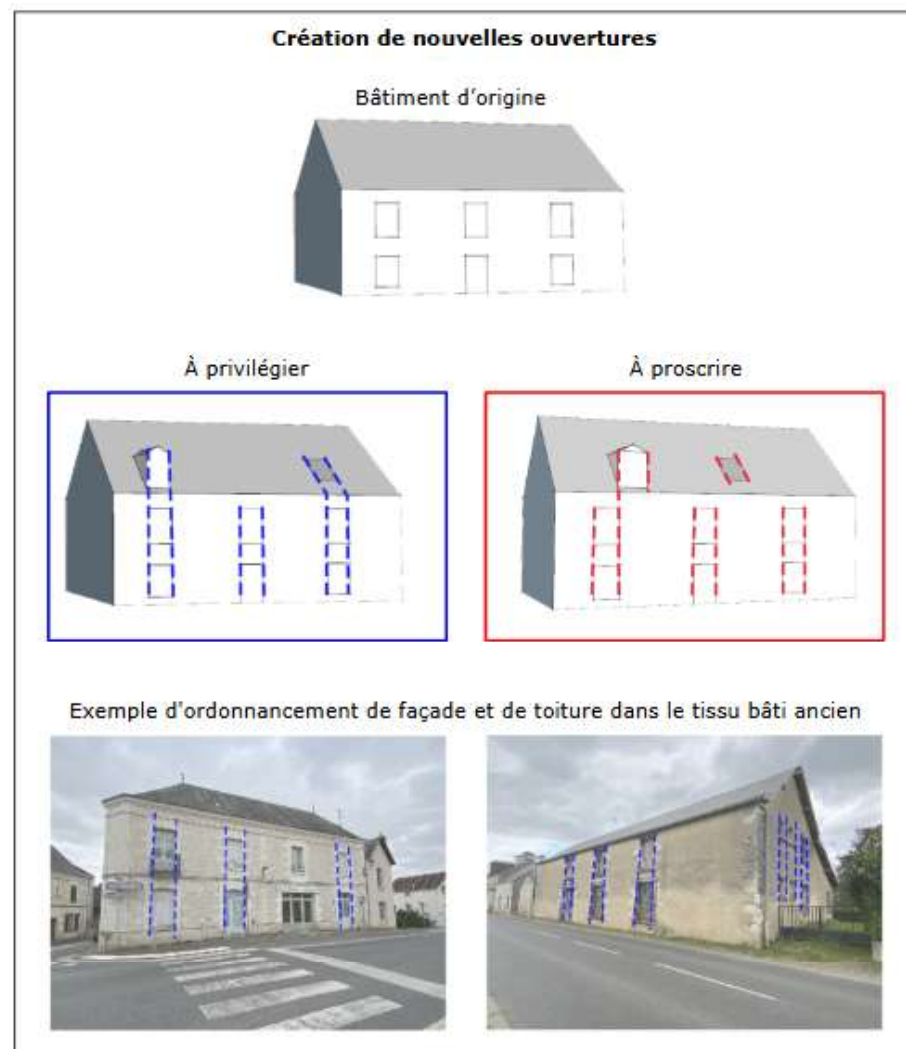 Création de nouvelles ouvertures
Bâtiment d’origine
À privilégier
À proscrire
Exemple d'ordonnancement de façade et de toiture dans le tissu bâti ancien